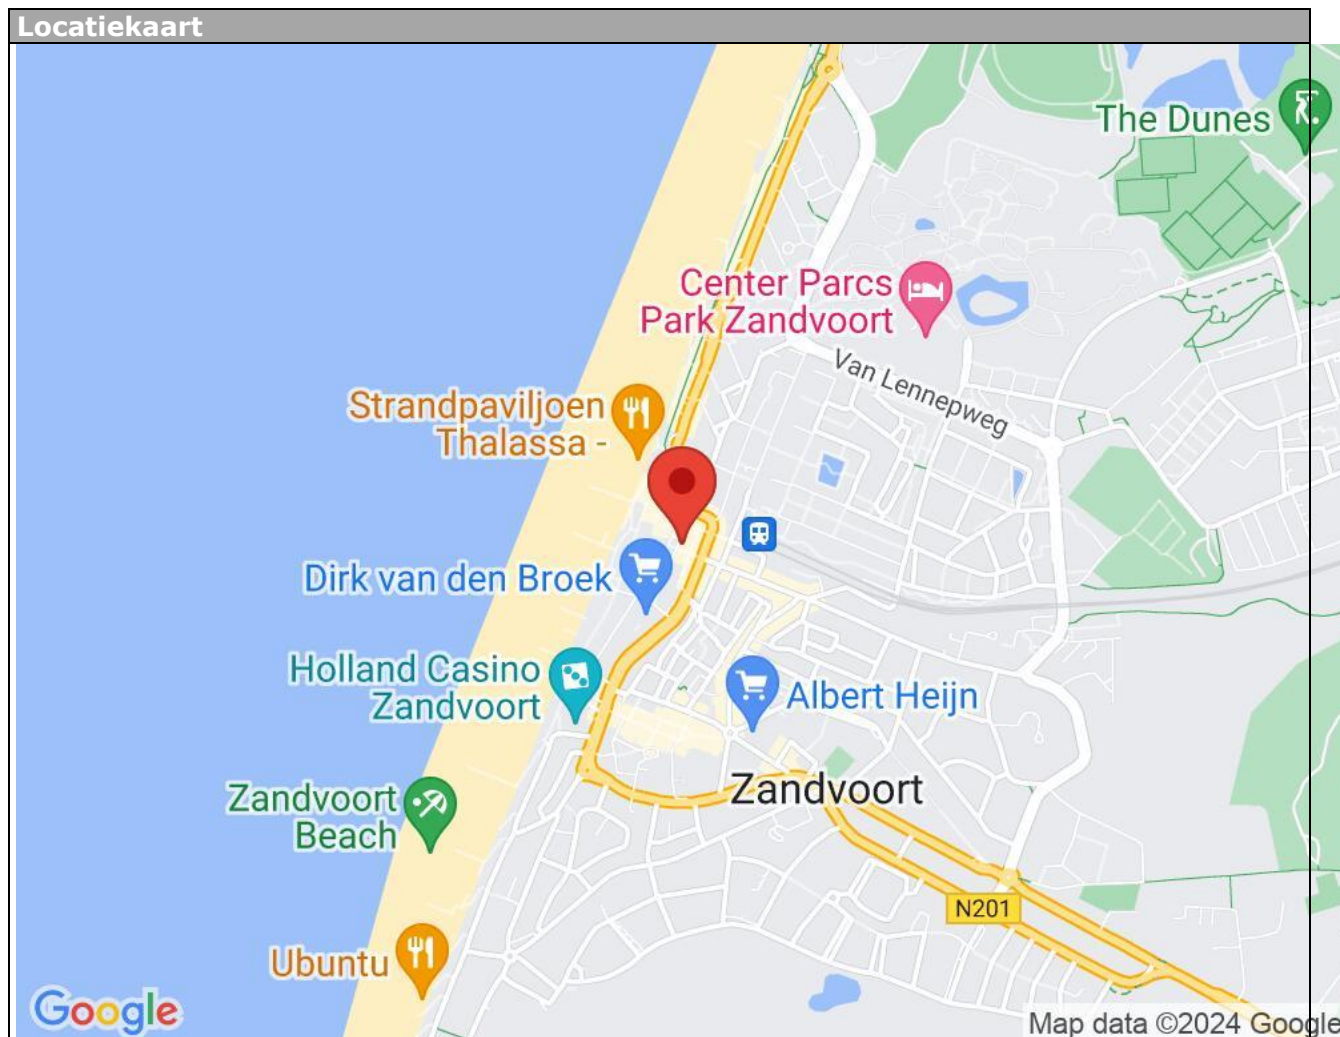 Locatiekaart
The Dunes
Center Parcs
Park Zandvoort
Van Lennepweg
Strandpaviljoen
Thalassa -
Dirk van den Broek
Holland Casino
Zandvoort
Albert Heijn
Zandvoort
Zandvoort
Beach
N201
Ubuntu
Google
Map data ©2024 Google